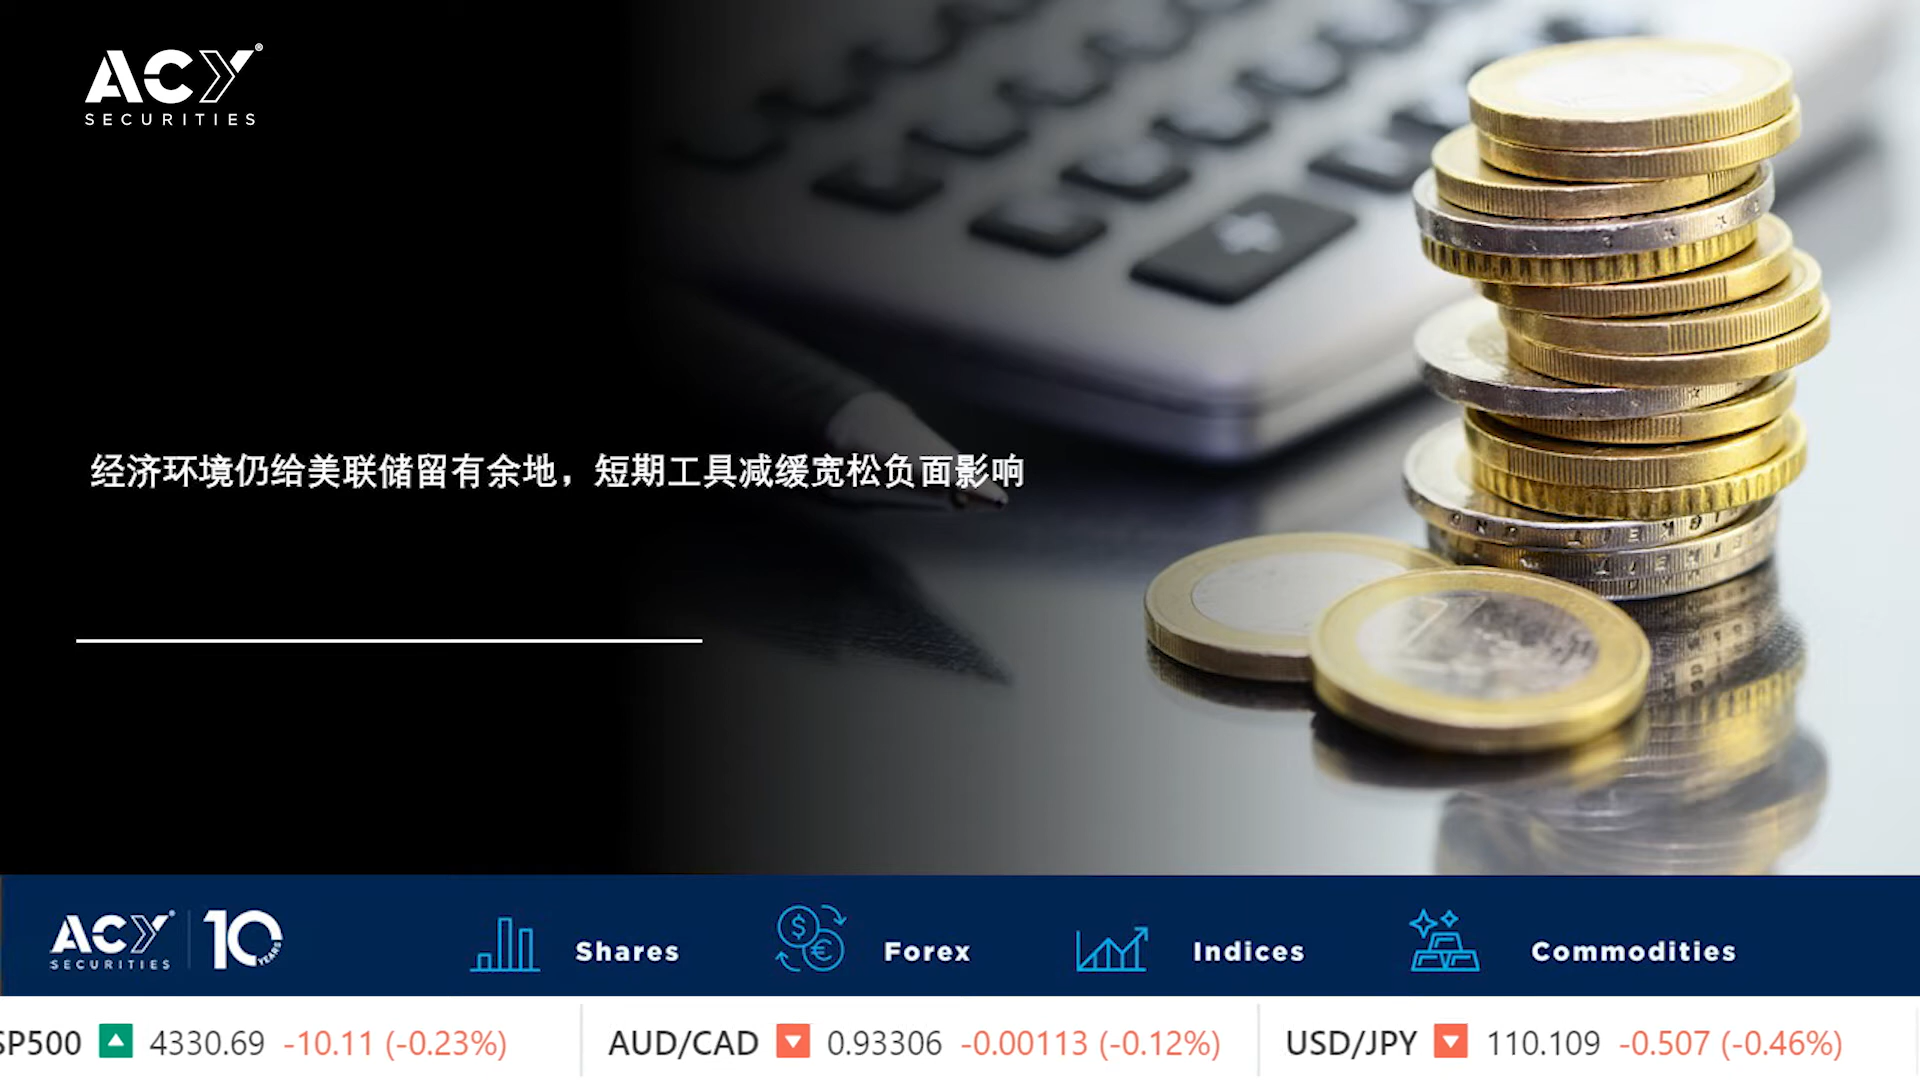 ACY®
SECURITIES
经济环境仍给美联储留有余地，短期工具减缓宽松负面影响
ACY® 10 YEARS
SECURITIES
Shares
Forex
Indices
Commodities
SP500 4330.69 -10.11 (-0.23%)
AUD/CAD 0.93306 -0.00113 (-0.12%)
USD/JPY 110.109 -0.507 (-0.46%)